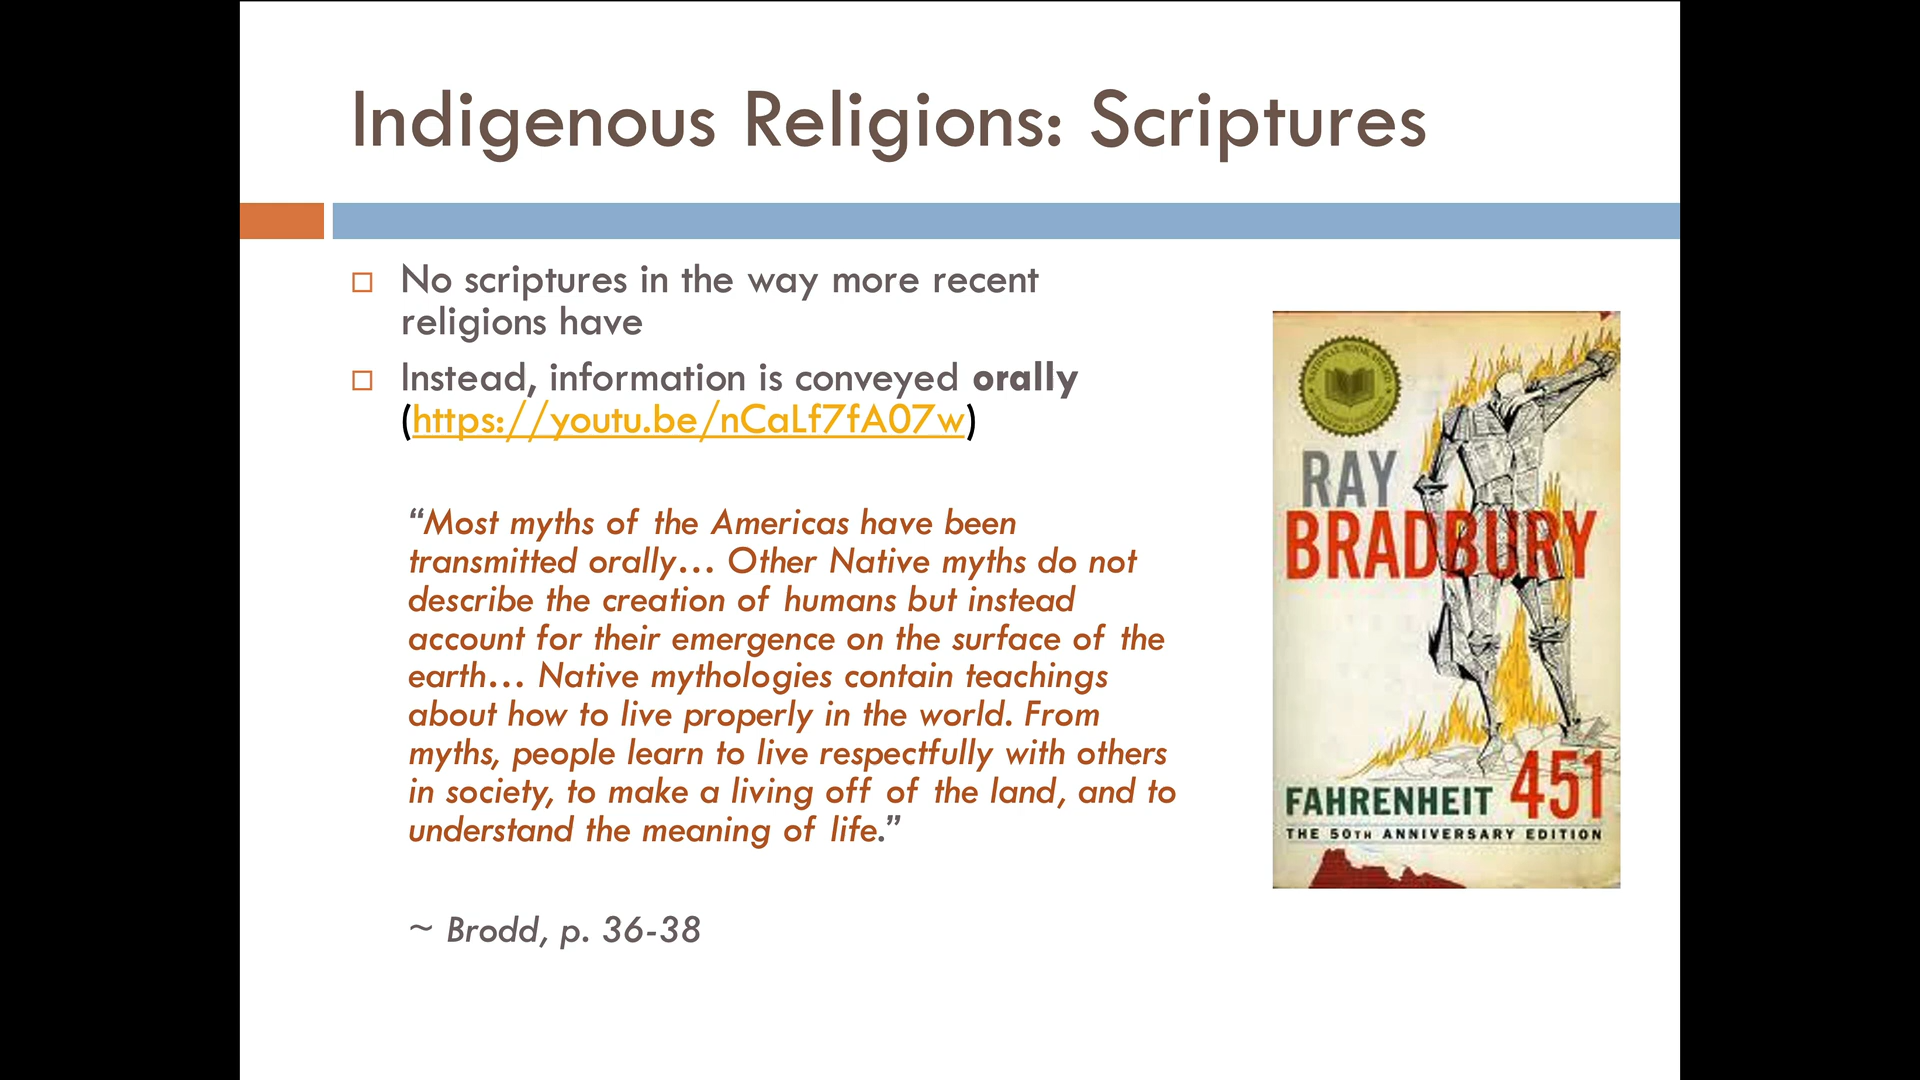 Indigenous Religions: Scriptures
No scriptures in the way more recent
religions have
Instead, information is conveyed orally
(https://youtu.be/nCaLf7fA07w)
“Most myths of the Americas have been
transmitted orally… Other Native myths do not
describe the creation of humans but instead
account for their emergence on the surface of the
earth… Native mythologies contain teachings
about how to live properly in the world. From
myths, people learn to live respectfully with others
in society, to make a living off of the land, and to
understand the meaning of life.”
~ Brodd, p. 36-38
NATIONAL BOOK AWARD
RAY
BRADBURY
FAHRENHEIT 451
THE 50TH ANNIVERSARY EDITION